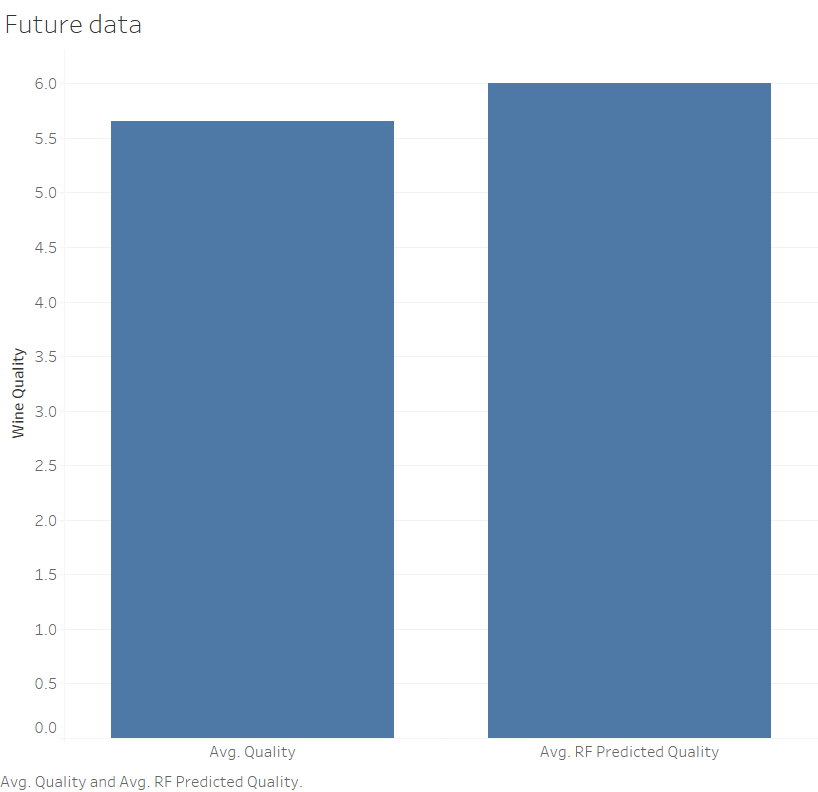 Future data
Wine Quality
6.0
5.5
5.0
4.5
4.0
3.5
3.0
2.5
2.0
1.5
1.0
0.5
0.0
Avg. Quality
Avg. RF Predicted Quality
Avg. Quality and Avg. RF Predicted Quality.